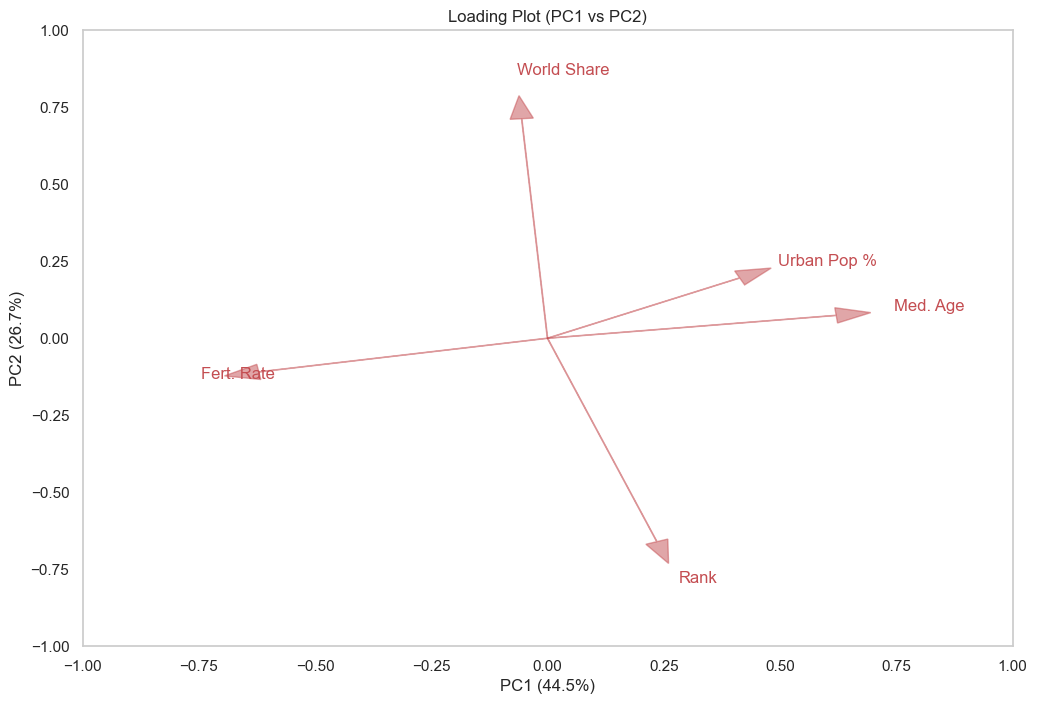 Loading Plot (PC1 vs PC2)
1.00
0.75
0.50
0.25
0.00
−0.25
−0.50
−0.75
−1.00
PC2 (26.7%)
World Share
Urban Pop %
Med. Age
Fert. Rate
Rank
−1.00 −0.75 −0.50 −0.25 0.00 0.25 0.50 0.75 1.00
PC1 (44.5%)